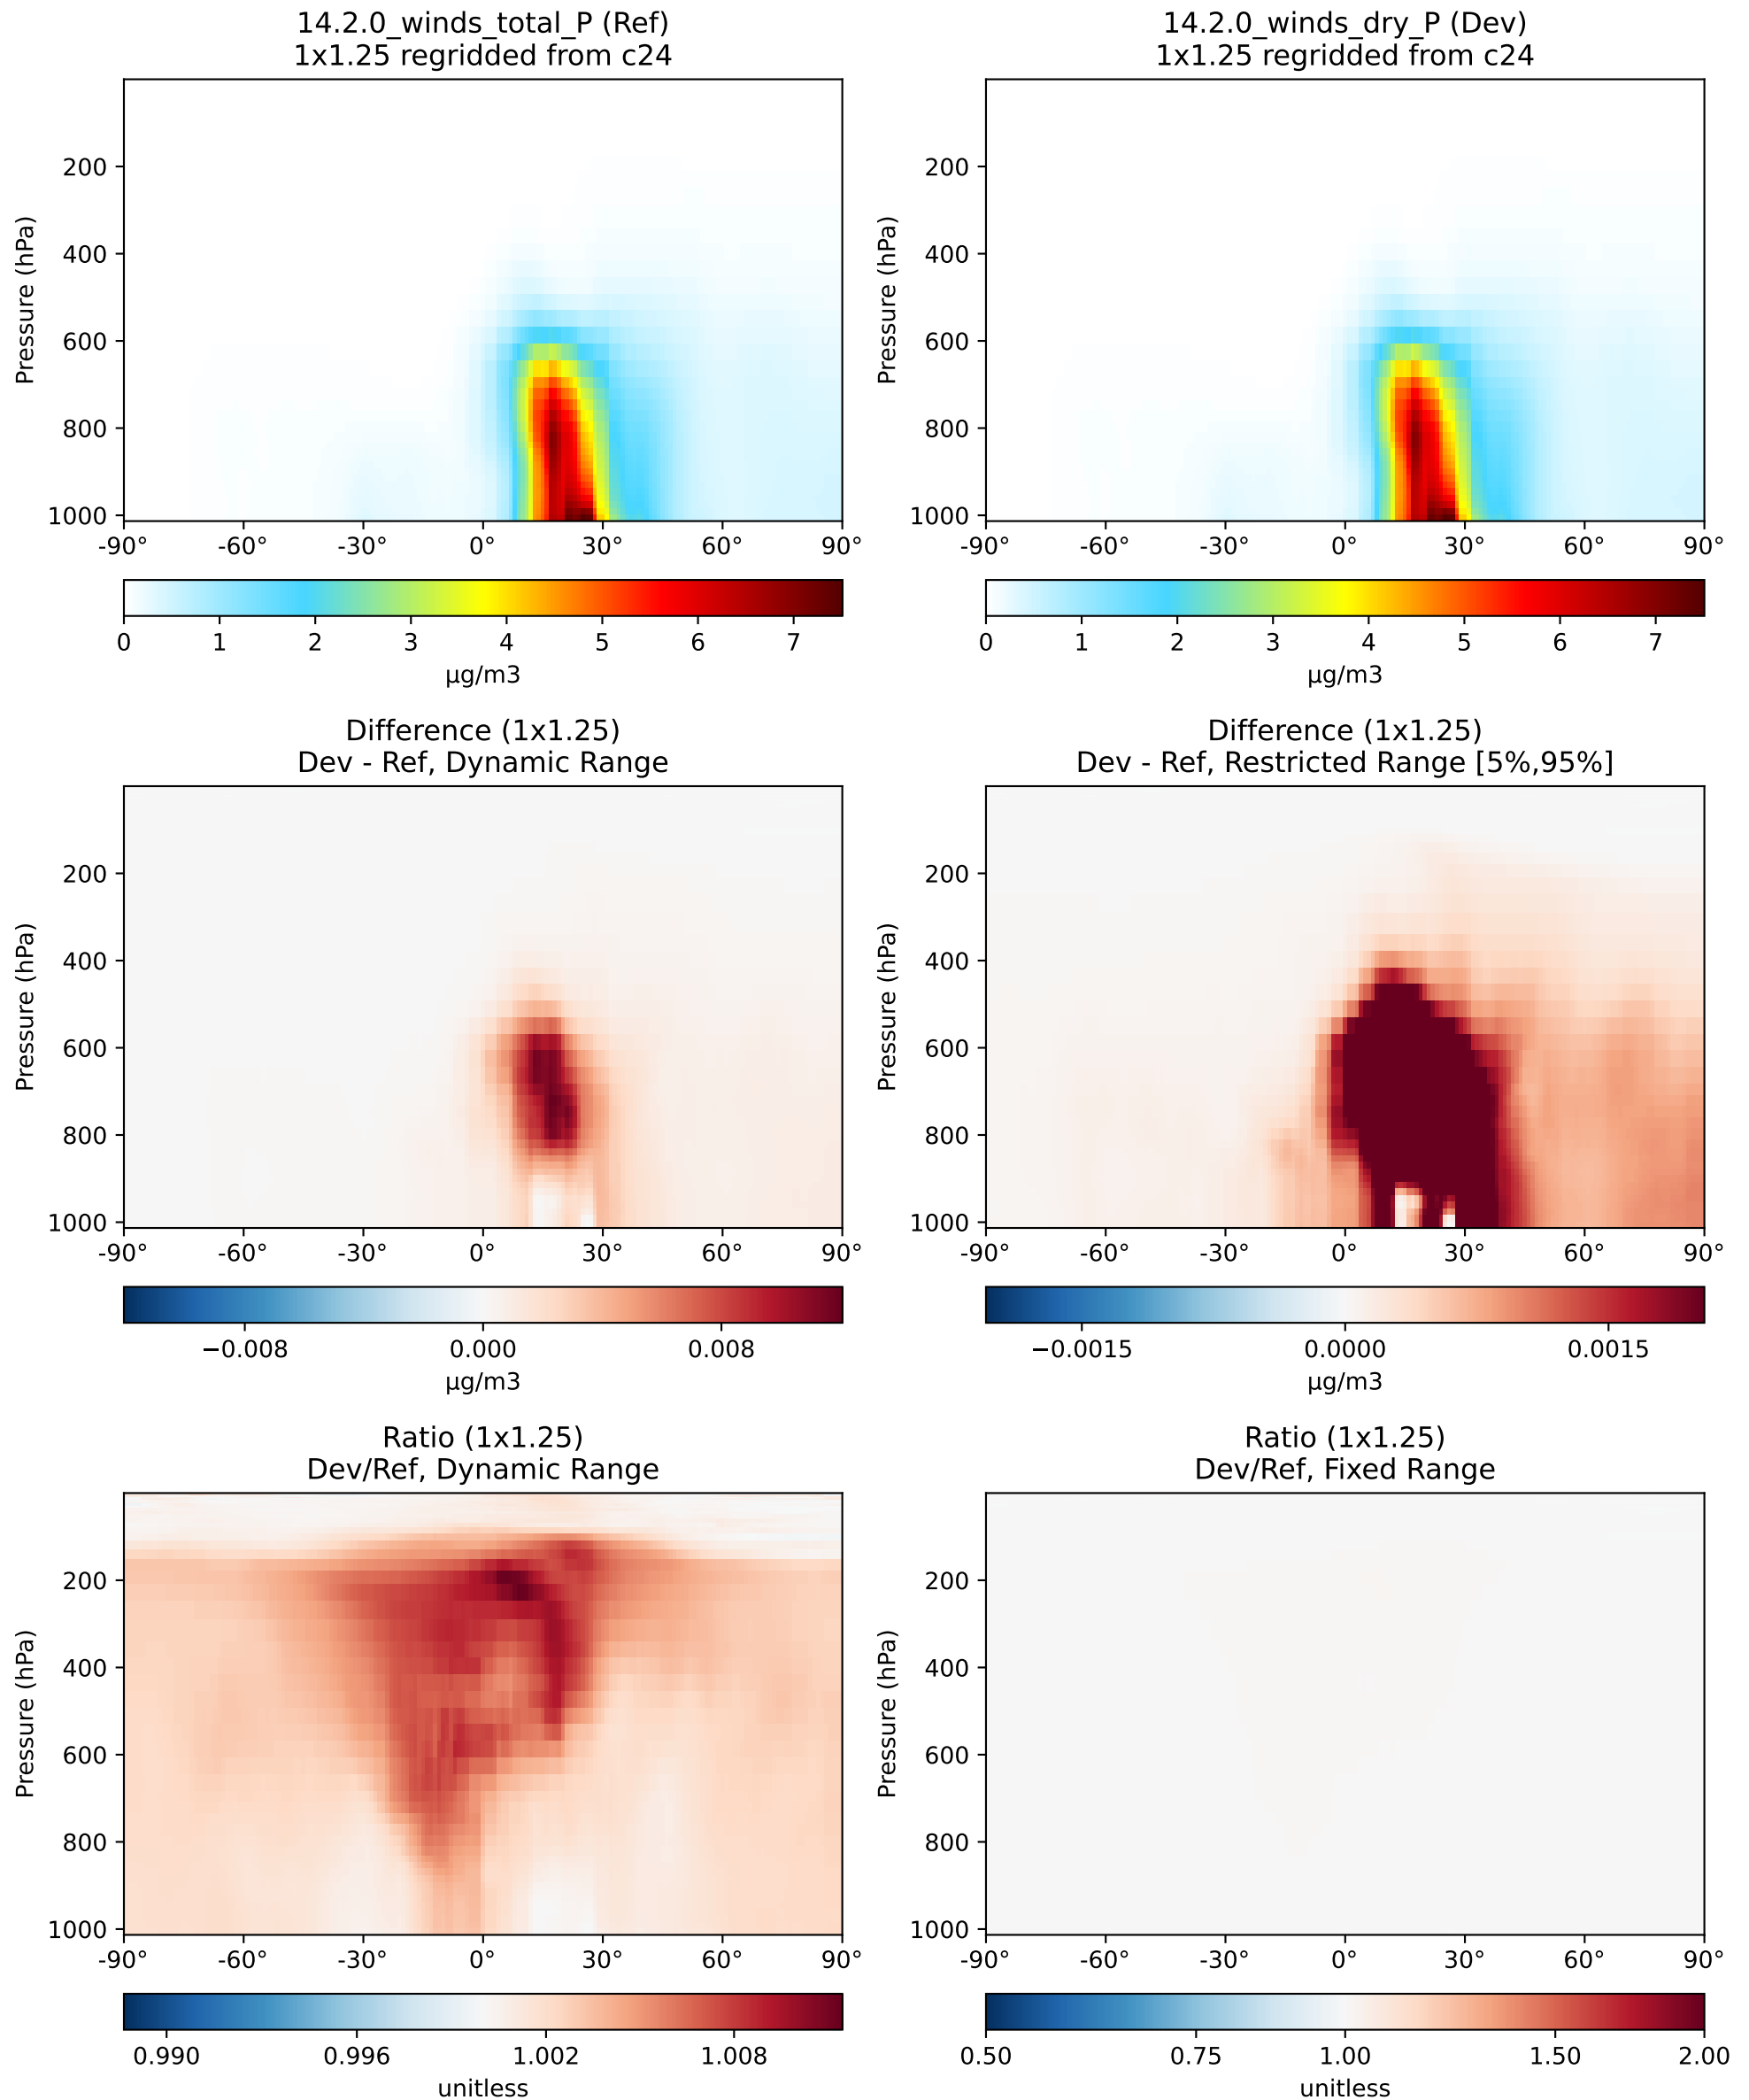 14.2.0_winds_total_P (Ref)
1x1.25 regridded from c24
Pressure (hPa)
200
400
600
800
1000
-90° -60° -30° 0° 30° 60° 90°
0 1 2 3 4 5 6 7
μg/m3
14.2.0_winds_dry_P (Dev)
1x1.25 regridded from c24
Pressure (hPa)
200
400
600
800
1000
-90° -60° -30° 0° 30° 60° 90°
0 1 2 3 4 5 6 7
μg/m3
Difference (1x1.25)
Dev - Ref, Dynamic Range
Pressure (hPa)
200
400
600
800
1000
-90° -60° -30° 0° 30° 60° 90°
−0.008 0.000 0.008
μg/m3
Difference (1x1.25)
Dev - Ref, Restricted Range [5%,95%]
Pressure (hPa)
200
400
600
800
1000
-90° -60° -30° 0° 30° 60° 90°
−0.0015 0.0000 0.0015
μg/m3
Ratio (1x1.25)
Dev/Ref, Dynamic Range
Pressure (hPa)
200
400
600
800
1000
-90° -60° -30° 0° 30° 60° 90°
0.990 0.996 1.002 1.008
unitless
Ratio (1x1.25)
Dev/Ref, Fixed Range
Pressure (hPa)
200
400
600
800
1000
-90° -60° -30° 0° 30° 60° 90°
0.50 0.75 1.00 1.50 2.00
unitless